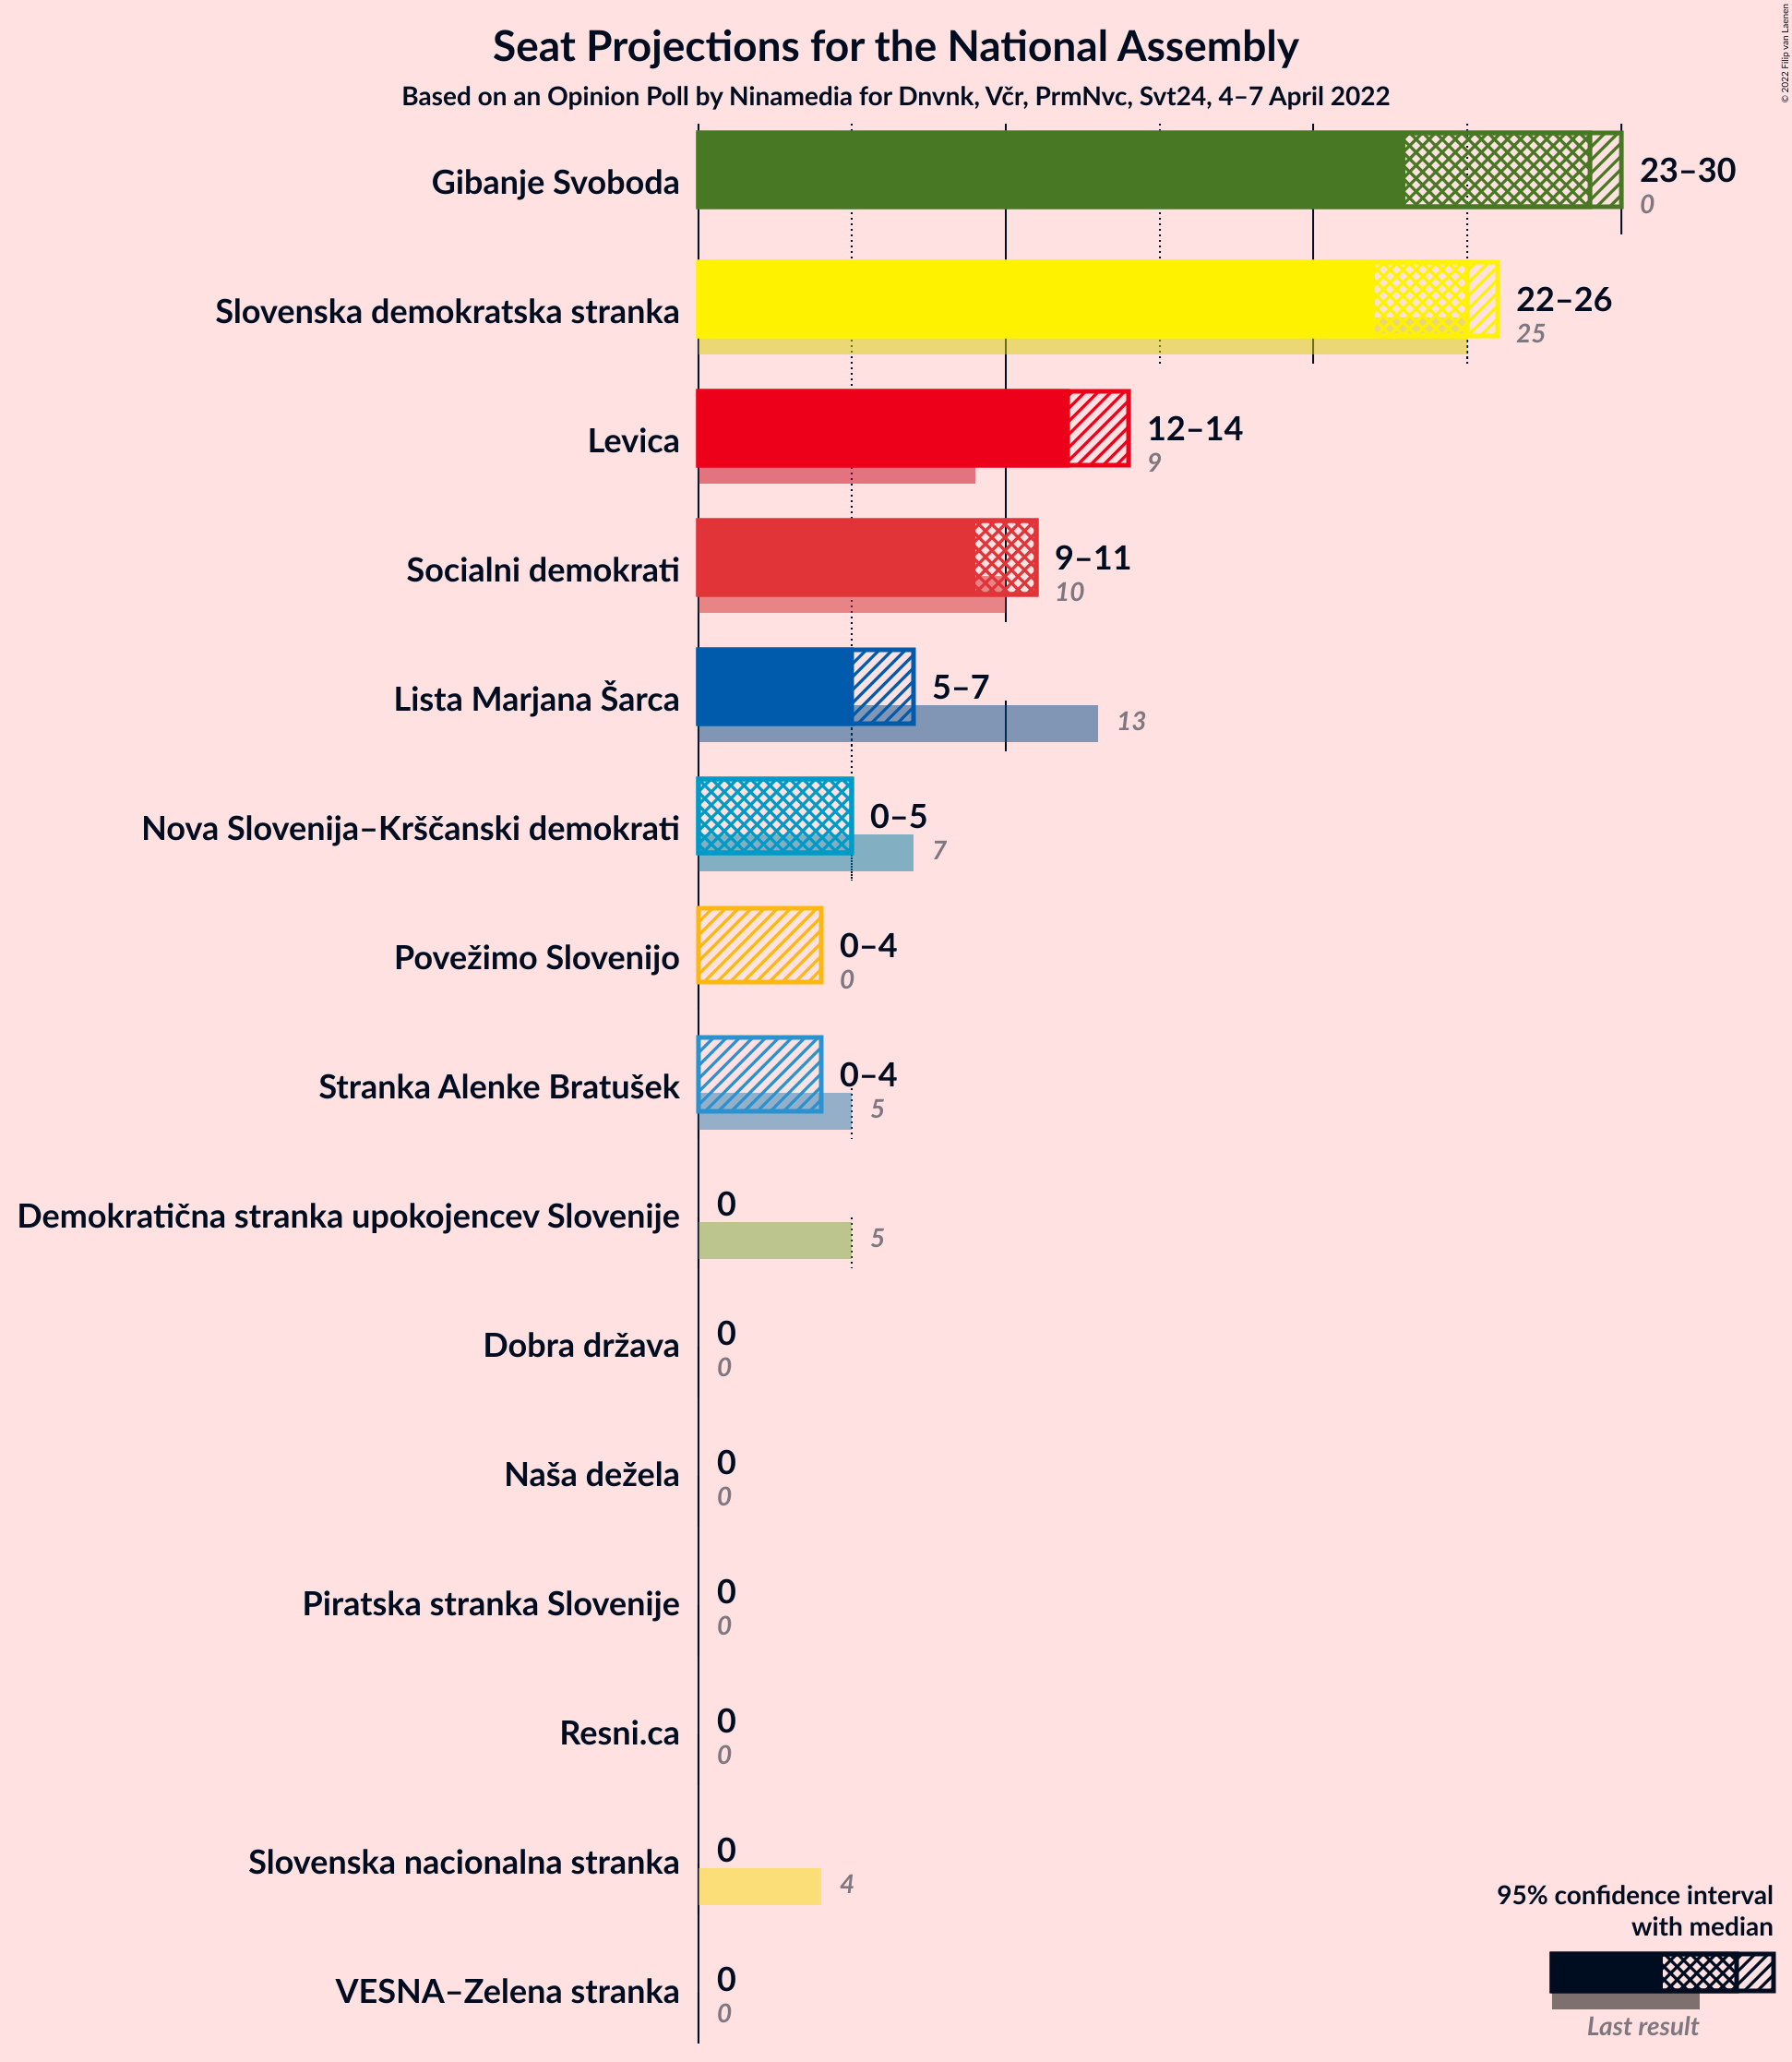 Seat Projections for the National Assembly
Based on an Opinion Poll by Ninamedia for Dnvnk, Včr, PrmNvc, Svt24, 4–7 April 2022
© 2022 Filip van Laenen
Gibanje Svoboda
23–30
0
Slovenska demokratska stranka
22–26
25
Levica
12–14
9
Socialni demokrati
9–11
10
Lista Marjana Šarca
5–7
13
Nova Slovenija–Krščanski demokrati
0–5
7
Povežimo Slovenijo
0–4
0
Stranka Alenke Bratušek
0–4
5
Demokratična stranka upokojencev Slovenije
0
5
Dobra država
0
0
Naša dežela
0
0
Piratska stranka Slovenije
0
0
Resni.ca
0
0
Slovenska nacionalna stranka
0
4
VESNA–Zelena stranka
0
0
95% confidence interval
with median
Last result